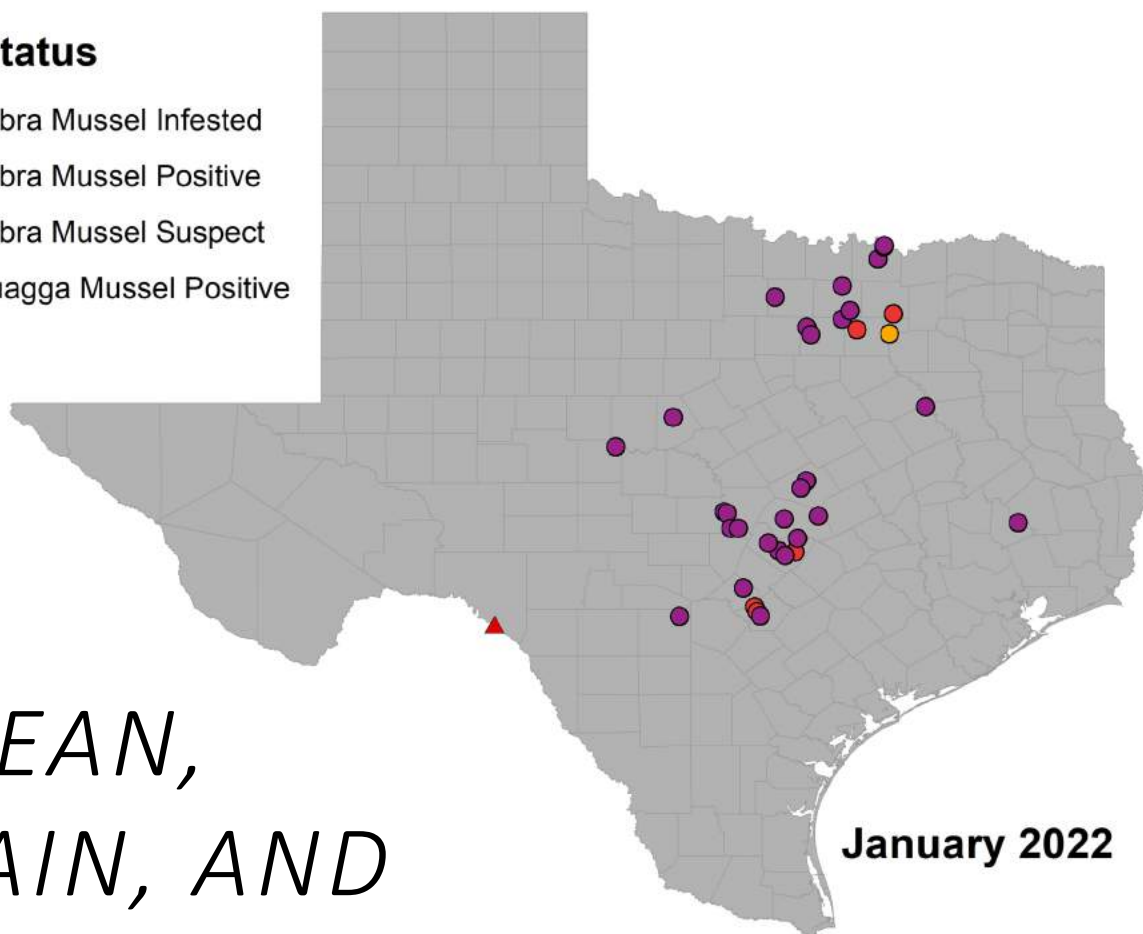 tatus
bra Mussel Infested
bra Mussel Positive
bra Mussel Suspect
uagga Mussel Positive
EAN,
AIN, AND
January 2022